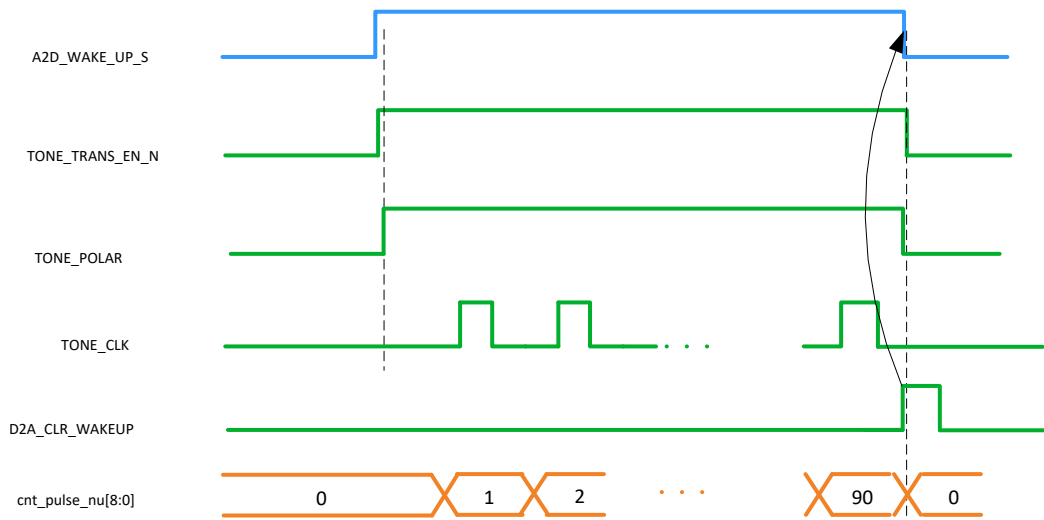 A2D_WAKE_UP_S
TONE_TRANS_EN_N
TONE_POLAR
TONE_CLK
. . .
D2A_CLR_WAKEUP
cnt_pulse_nu[8:0] 0 1 2 . . . 90 0